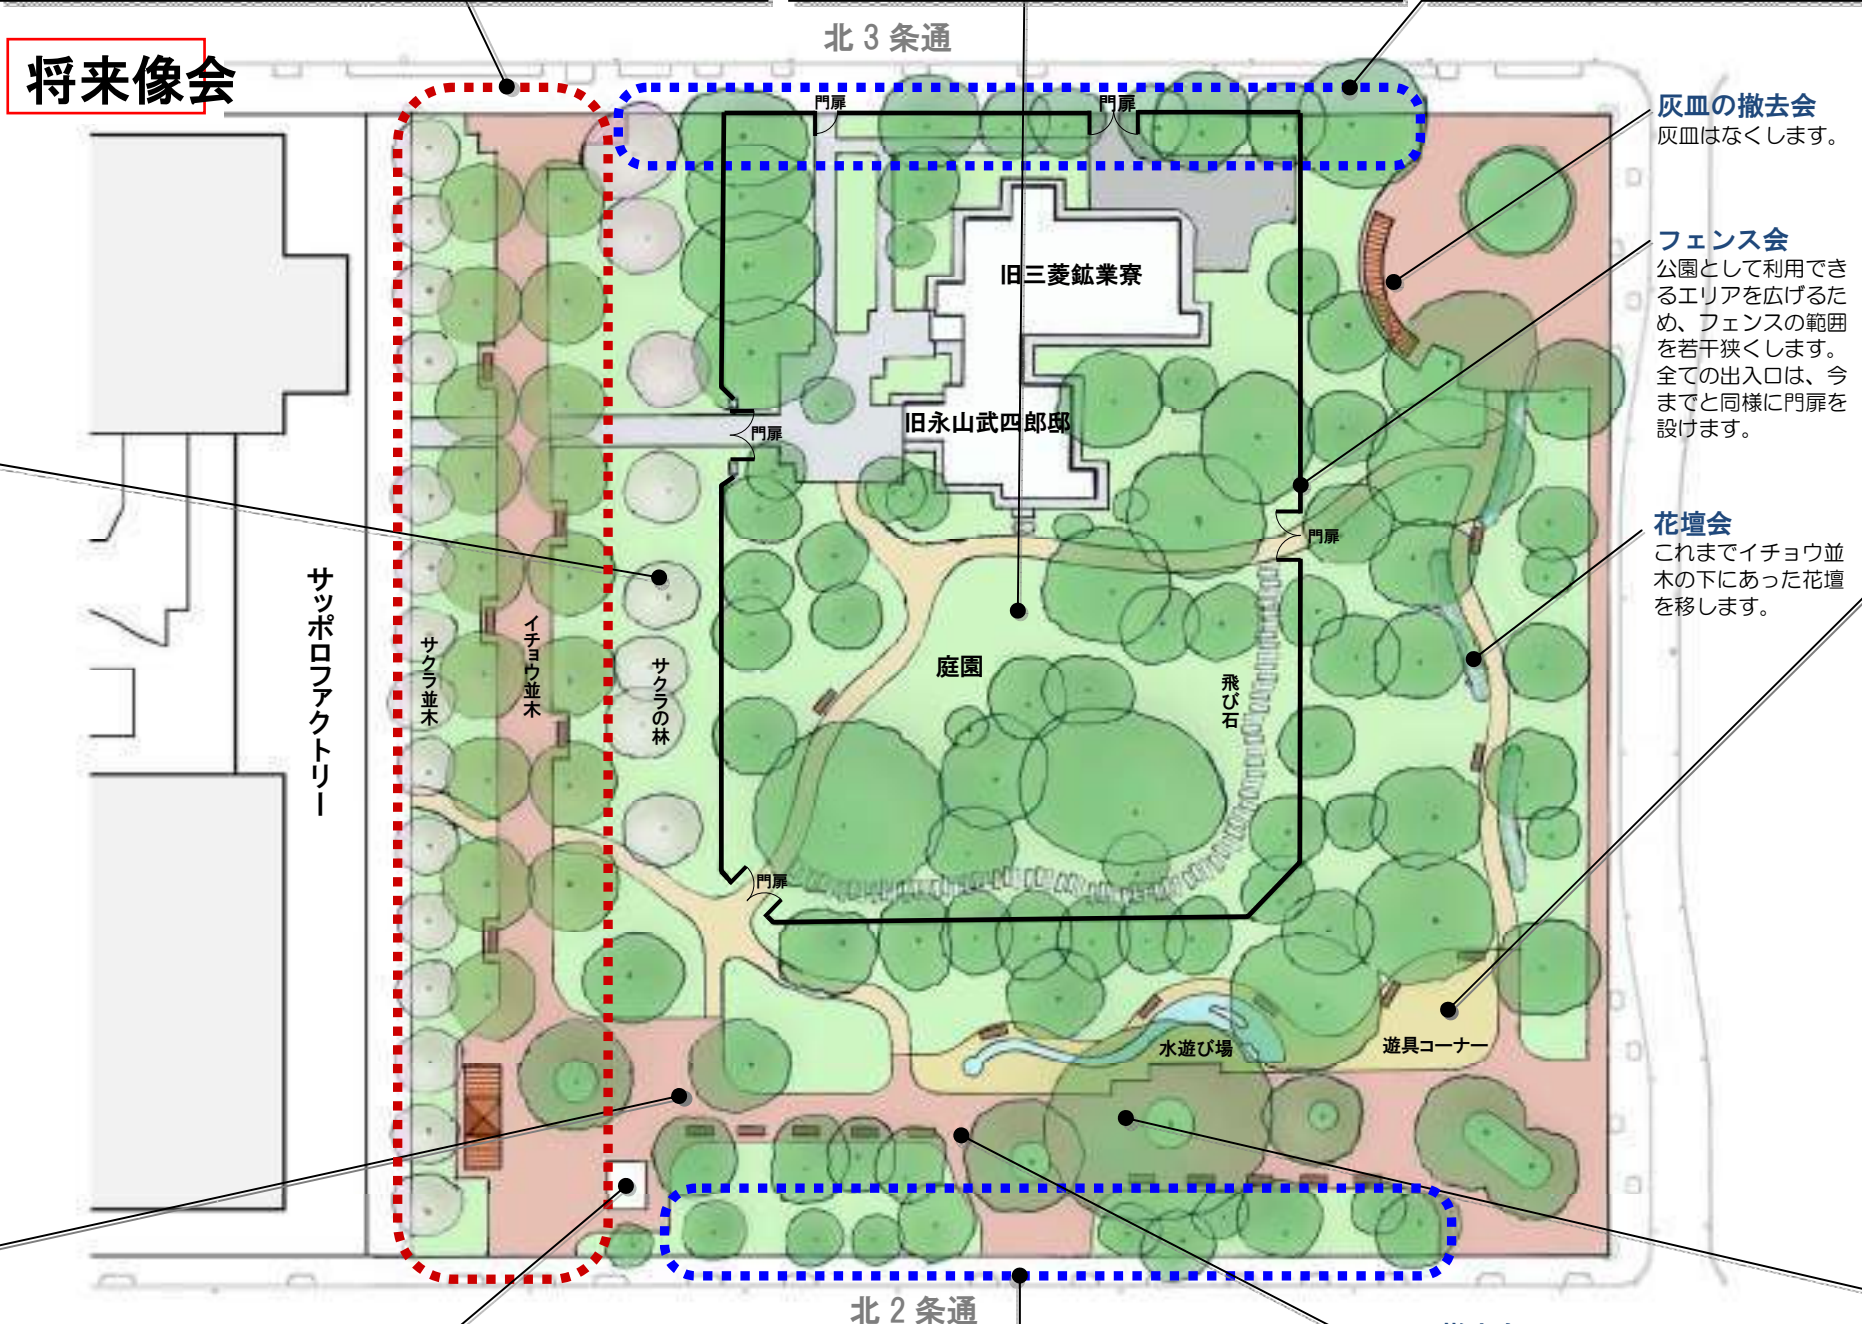 北3条通
将来像会
門扉
門扉
灰皿の撤去会
灰皿はなくします。
旧三菱鉱業寮
フェンス会
公園として利用でき
るエリアを広げるた
め、フェンスの範囲
を若干狭くします。
全ての出入口は、今
までと同様に門扉を
設けます。
旧永山武四郎邸
門扉
門扉
花壇会
これまでイチョウ並
木の下にあった花壇
を移します。
サッポロファクトリー
サクラ並木
イチョウ並木
サクラの林
庭園
飛び石
門扉
水遊び場
遊具コーナー
北2条通